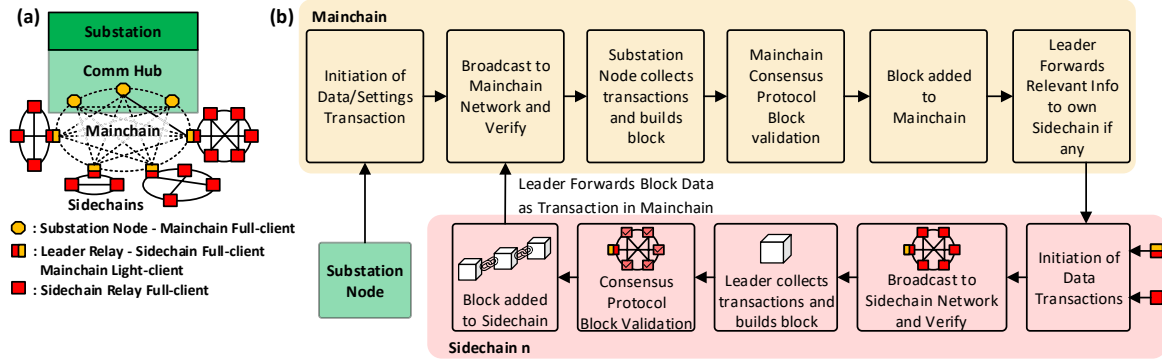 (a)
Substation
Comm Hub
Mainchain
Sidechains
: Substation Node - Mainchain Full-client
: Leader Relay - Sidechain Full-client
Mainchain Light-client
: Sidechain Relay Full-client
(b)
Mainchain
Initiation of
Data/Settings
Transaction
Broadcast to
Mainchain
Network and
Verify
Substation
Node collects
transactions
and builds
block
Mainchain
Consensus
Protocol
Block
validation
Block added
to
Mainchain
Leader
Forwards
Relevant Info
to own
Sidechain if
any
Leader Forwards Block Data
as Transaction in Mainchain
Substation
Node
Block added
to Sidechain
Consensus
Protocol
Block Validation
Leader collects
transactions and
builds block
Broadcast to
Sidechain Network
and Verify
Initiation of
Data
Transactions
Sidechain n